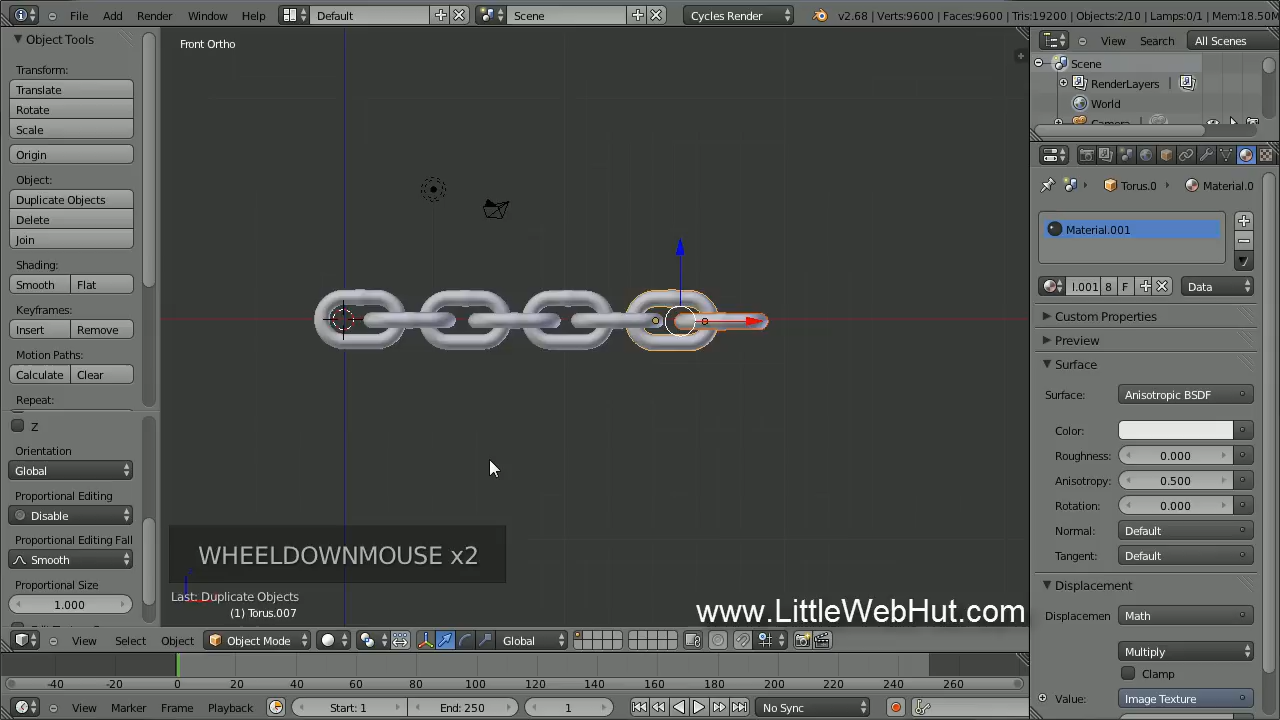 File Add Render Window Help Default Scene Cycles Render v2.68 | Verts:9600 | Faces:9600 | Tris:19200 | Objects:2/10 | Lamps:0/1 | Mem:18.50M
Object Tools
Front Ortho
View Search All Scenes
Transform:
Translate
Rotate
Scale
Origin
Object:
Duplicate Objects
Delete
Join
Shading:
Smooth Flat
Keyframes:
Insert Remove
Motion Paths:
Calculate Clear
Repeat:
Z
Orientation
Global
Proportional Editing
Disable
Proportional Editing Fall
Smooth
Proportional Size
1.000
WHEELDOWNMOUSE x2
Last: Duplicate Objects
(1) Torus.007
www.LittleWebHut.com
Scene
RenderLayers |
World
Camera
Torus.0 Material.0
Material.001
I.001 8 F Data
Custom Properties
Preview
Surface
Surface: Anisotropic BSDF
Color:
Roughness: 0.000
Anisotropy: 0.500
Rotation: 0.000
Normal: Default
Tangent: Default
Displacement
Displacemen Math
Multiply
Clamp
Value: Image Texture
View Select Object Object Mode Global
-40 -20 0 20 40 60 80 100 120 140 160 180 200 220 240 260
View Marker Frame Playback Start: 1 End: 250 1 No Sync